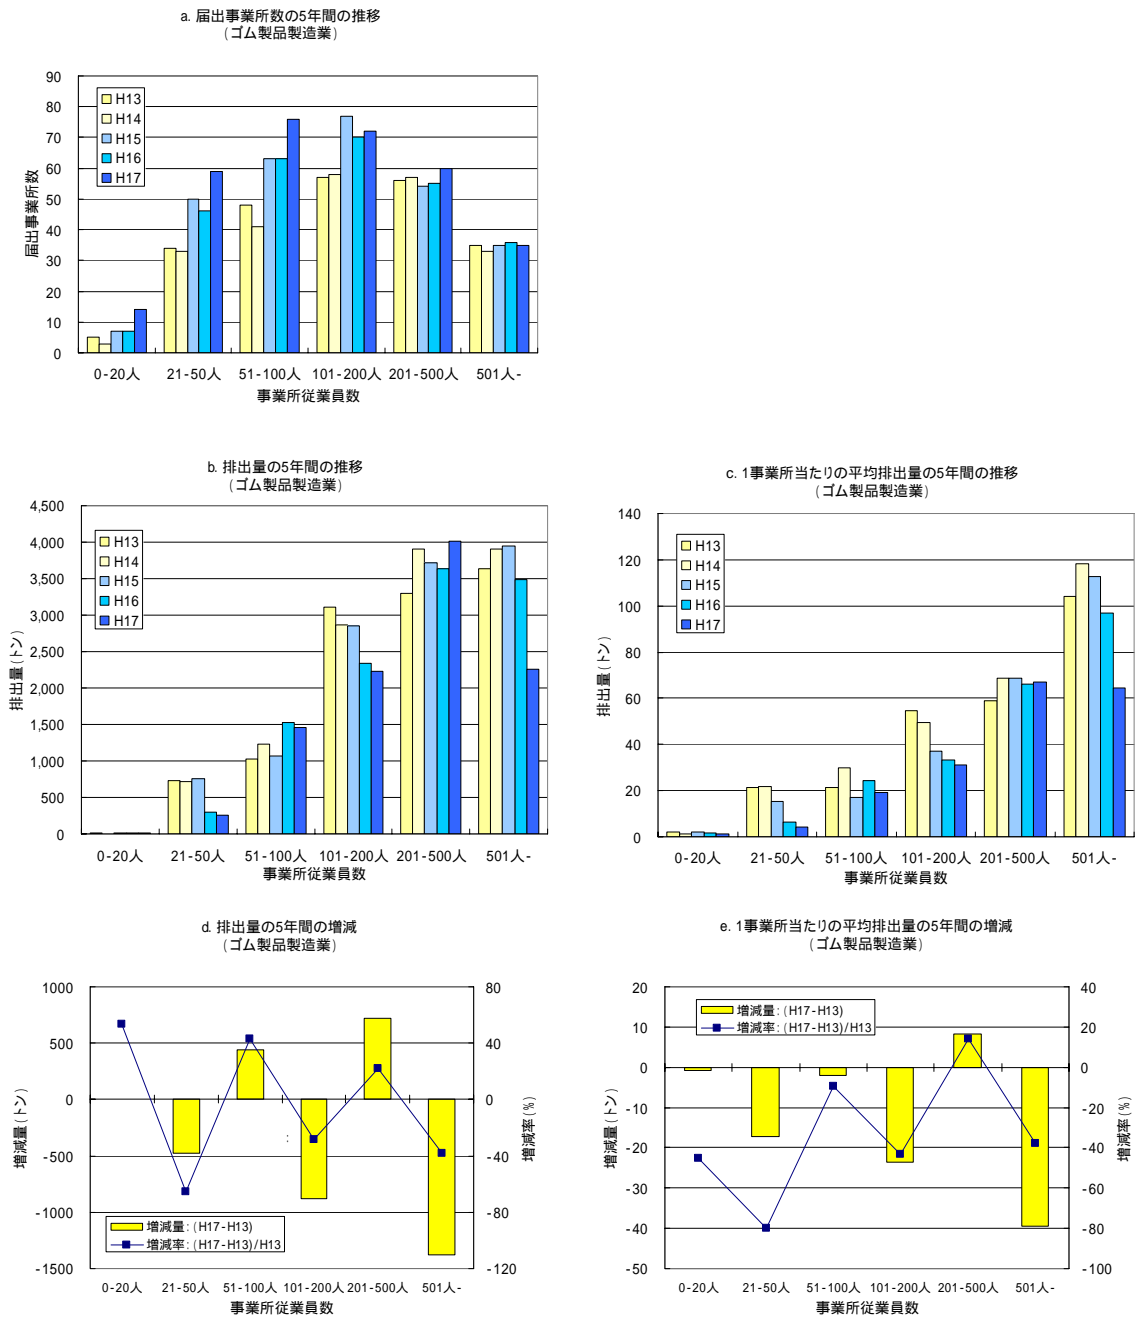 a. 届出事業所数の5年間の推移
(ゴム製品製造業)
90
80
70
60
50
40
30
20
10
0
届出事業所数
H13
H14
H15
H16
H17
0-20人
21-50人
51-100人
101-200人
201-500人
501人-
事業所従業員数
b. 排出量の5年間の推移
(ゴム製品製造業)
4,500
4,000
3,500
3,000
2,500
2,000
1,500
1,000
500
0
排出量(トン)
H13
H14
H15
H16
H17
0-20人
21-50人
51-100人
101-200人
201-500人
501人-
事業所従業員数
c. 1事業所当たりの平均排出量の5年間の推移
(ゴム製品製造業)
140
120
100
80
60
40
20
0
排出量(トン)
H13
H14
H15
H16
H17
0-20人
21-50人
51-100人
101-200人
201-500人
501人-
事業所従業員数
d. 排出量の5年間の増減
(ゴム製品製造業)
1000
500
0
-500
-1000
-1500
増減量(トン)
80
40
0
-40
-80
-120
増減率(%)
増減量:(H17-H13)
増減率:(H17-H13)/H13
0-20人
21-50人
51-100人
101-200人
201-500人
501人-
事業所従業員数
e. 1事業所当たりの平均排出量の5年間の増減
(ゴム製品製造業)
20
10
0
-10
-20
-30
-40
-50
増減量(トン)
40
20
0
-20
-40
-60
-80
-100
増減率(%)
増減量:(H17-H13)
増減率:(H17-H13)/H13
0-20人
21-50人
51-100人
101-200人
201-500人
501人-
事業所従業員数